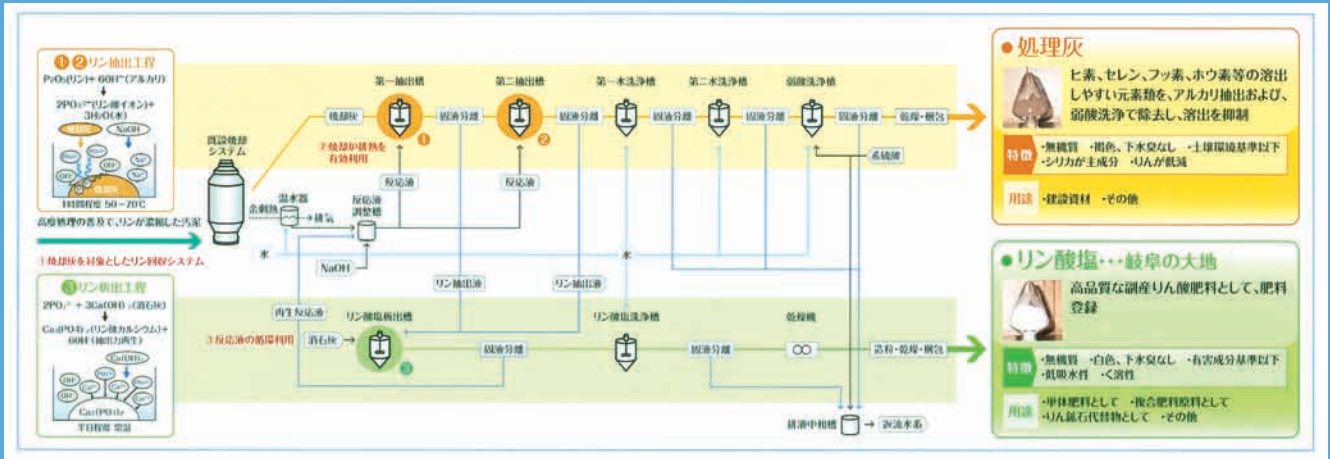 ❶❷リン抽出工程
P₂O₅(リン)+ 6OH⁻(アルカリ)
↓
2PO₄³⁻(リン酸イオン)+
3H₂O(水)
焼却灰 NaOH
焼却灰
1時間程度 50~70℃
高度処理の普及で、リンが濃縮した汚泥
①焼却灰を対象としたリン回収システム
❸リン析出工程
2PO₄³⁻ + 3Ca(OH)₂(消石灰)
↓
Ca₃(PO4)₂(リン酸カルシウム)+
6OH⁻(抽出力再生)
Ca(OH)₂
Ca₃(PO4)₂
半日程度 常温
既設焼却
システム
余剰熱
温水器
→排気
反応液
調整槽
水
NaOH
焼却灰
②焼却炉排熱を
有効利用
第一抽出槽
❶
固液分離
第二抽出槽
❷
固液分離
第一水洗浄槽
固液分離
第二水洗浄槽
固液分離
弱酸洗浄槽
固液分離
乾燥・梱包
反応液
反応液
水
リン抽出液
リン抽出液
再生反応液
③反応液の循環利用
消石灰
リン酸塩析出槽
❸
固液分離
リン酸塩洗浄槽
固液分離
乾燥機
造粒・乾燥・梱包
排液中和槽
→返流水系
●処理灰
ヒ素、セレン、フッ素、ホウ素等の溶出
しやすい元素類を、アルカリ抽出および、
弱酸洗浄で除去し、溶出を抑制
特徴 ・無機質 ・褐色、下水臭なし ・土壌環境基準以下
・シリカが主成分 ・りんが低減
用途 ・建設資材 ・その他
●リン酸塩・・・岐阜の大地
高品質な副産りん酸肥料として、肥料
登録
特徴 ・無機質 ・白色、下水臭なし ・有害成分基準以下
・低吸水性 ・く溶性
用途 ・単体肥料として ・複合肥料原料として
・りん鉱石代替物として ・その他